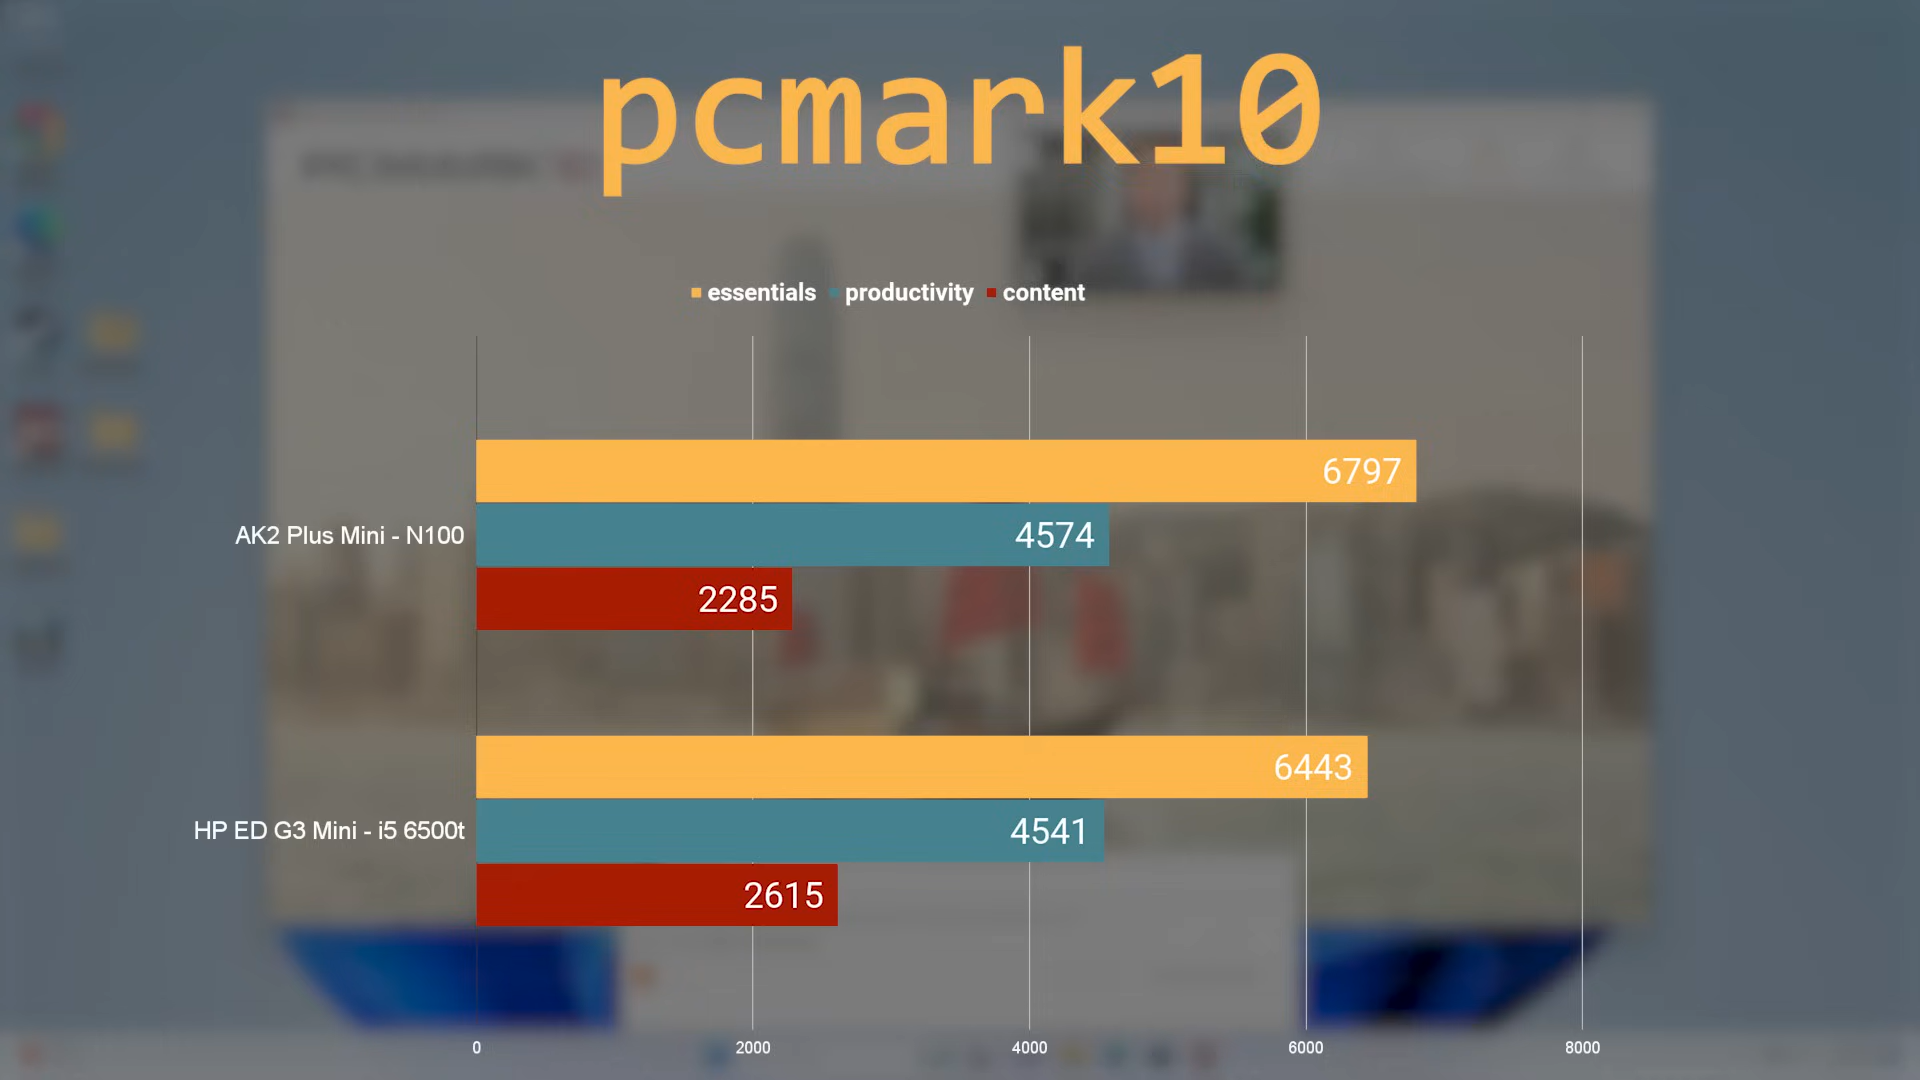 pcmark10
essentials productivity content
6797
AK2 Plus Mini - N100
4574
2285
6443
HP ED G3 Mini - i5 6500t
4541
2615
0 2000 4000 6000 8000